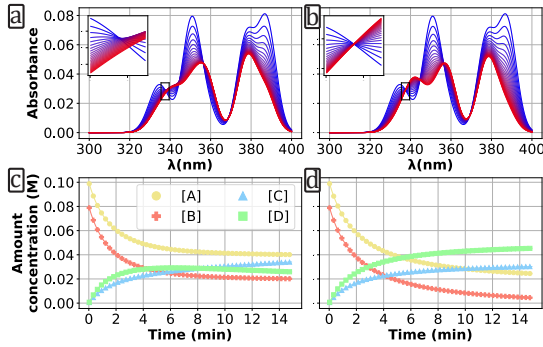 a
b
Absorbance
0.08
0.06
0.04
0.02
0.00
300 320 340 360 380 400
300 320 340 360 380 400
λ(nm)
λ(nm)
c
d
Amount
concentration (M)
0.10
0.08
0.06
0.04
0.02
0.00
[A] [C]
[B] [D]
0 2 4 6 8 10 12 14
0 2 4 6 8 10 12 14
Time (min)
Time (min)